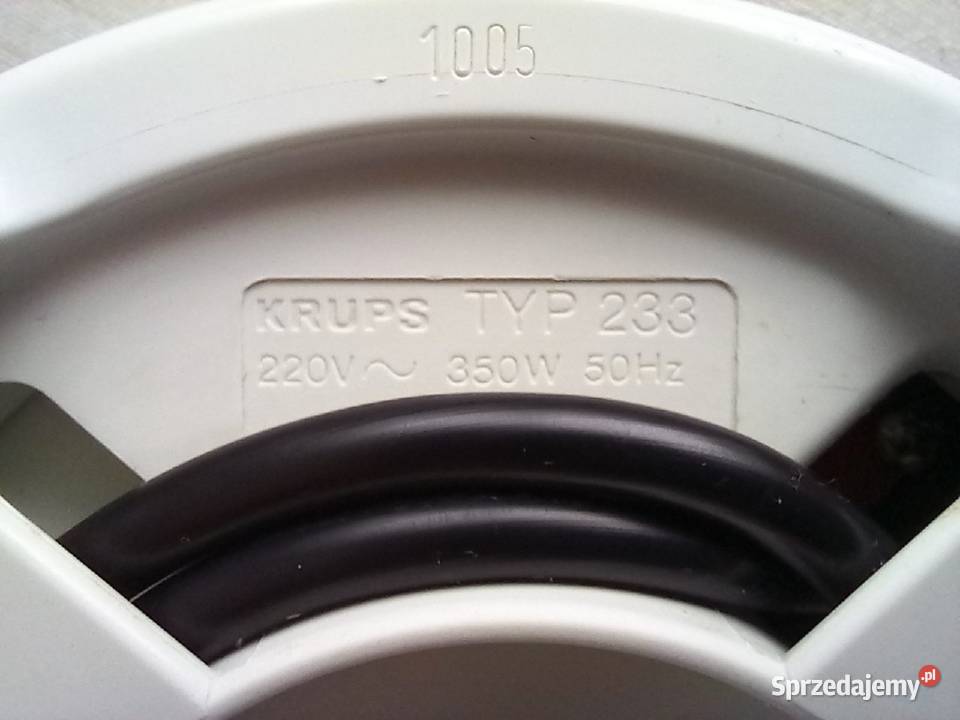 1005
KRUPS TYP 233
220V ~ 350W 50Hz
Sprzedajemy.pl